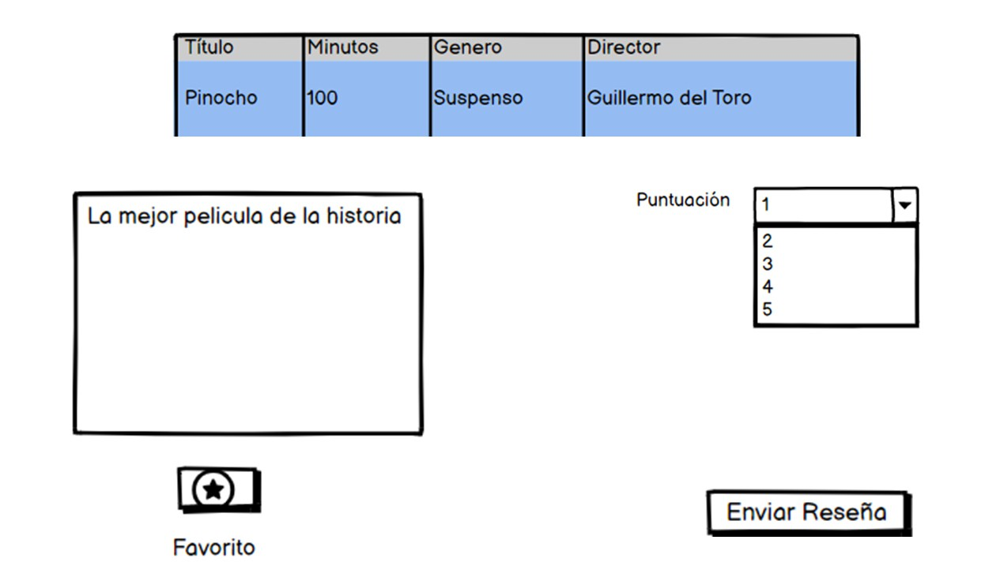 Título Minutos Genero Director
Pinocho 100 Suspenso Guillermo del Toro
La mejor pelicula de la historia
Puntuación 1
2
3
4
5
Favorito
Enviar Reseña